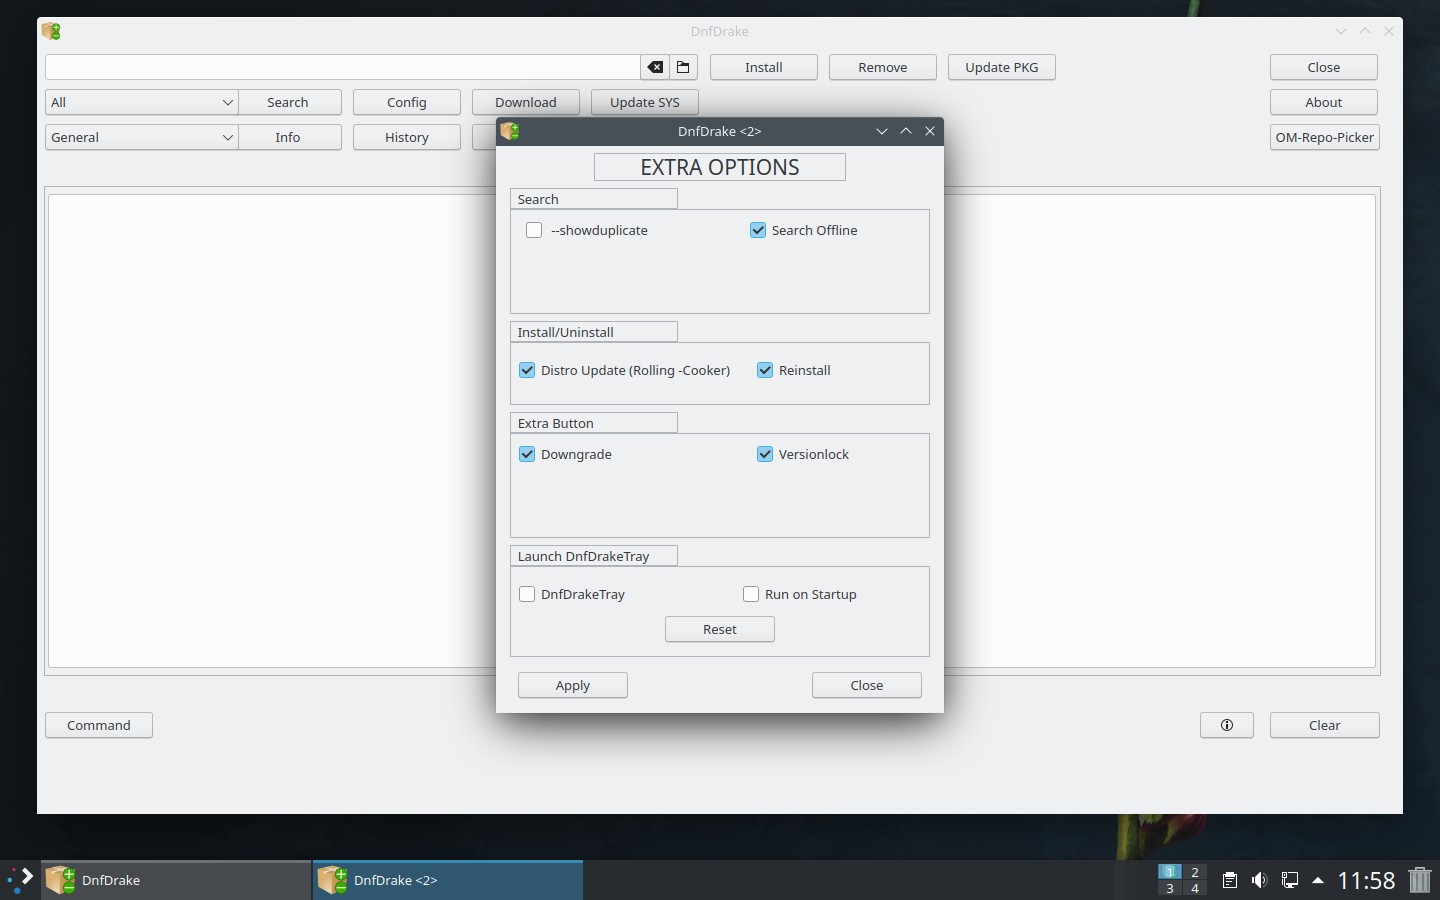 DnfDrake
Install
Remove
Update PKG
Close
All
Search
Config
Download
Update SYS
About
General
Info
History
OM-Repo-Picker
DnfDrake <2>
EXTRA OPTIONS
Search
--showduplicate
Search Offline
Install/Uninstall
Distro Update (Rolling -Cooker)
Reinstall
Extra Button
Downgrade
Versionlock
Launch DnfDrakeTray
DnfDrakeTray
Run on Startup
Reset
Apply
Close
Command
Clear
DnfDrake
DnfDrake <2>
1 2
3 4
11:58